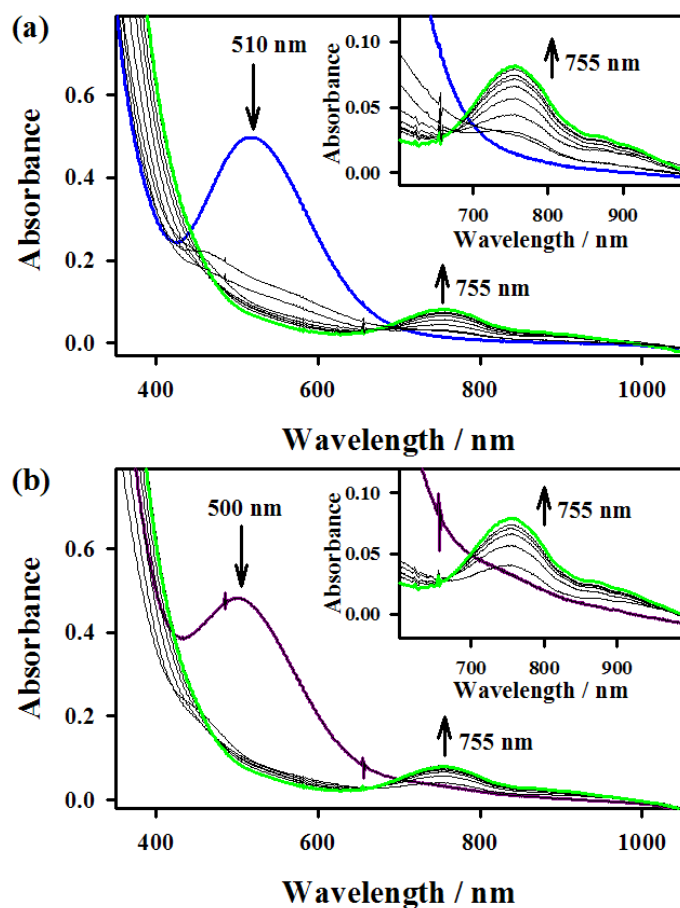 (a)
510 nm
755 nm
755 nm
Absorbance
0.10
0.05
0.00
700 800 900
Wavelength / nm
Absorbance
0.6
0.4
0.2
0.0
400 600 800 1000
Wavelength / nm
(b)
500 nm
755 nm
755 nm
Absorbance
0.10
0.05
0.00
700 800 900
Wavelength / nm
Absorbance
0.6
0.4
0.2
0.0
400 600 800 1000
Wavelength / nm